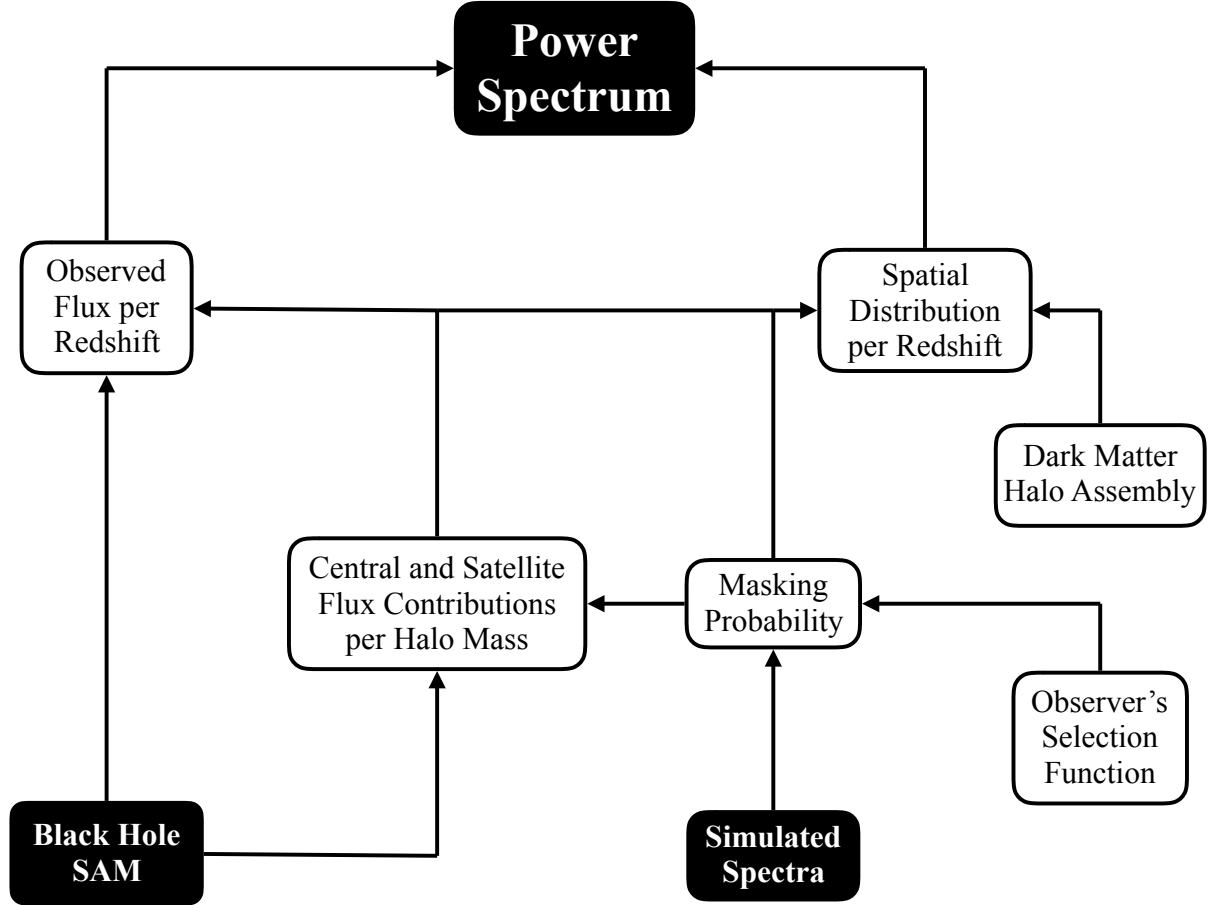 Power
Spectrum
Observed
Flux per
Redshift
Spatial
Distribution
per Redshift
Dark Matter
Halo Assembly
Central and Satellite
Flux Contributions
per Halo Mass
Masking
Probability
Observer’s
Selection
Function
Black Hole
SAM
Simulated
Spectra